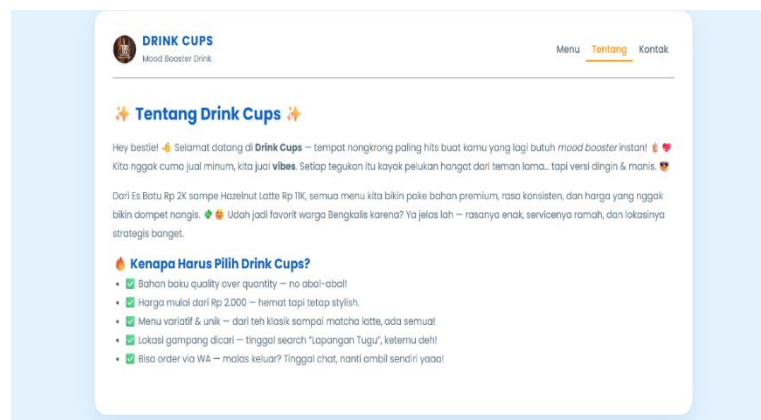 DRINK CUPS
Mood Booster Drink
Menu Tentang Kontak
✨ Tentang Drink Cups ✨
Hey bestie! 🤙 Selamat datang di Drink Cups — tempat nongkrong paling hits buat kamu yang lagi butuh mood booster instan! 🧋 💖
Kita nggak cuma jual minum, kita jual vibes. Setiap tegukan itu kayak pelukan hangat dari teman lama... tapi versi dingin & manis. 😎
Dari Es Batu Rp 2K sampe Hazelnut Latte Rp 11K, semua menu kita bikin pake bahan premium, rasa konsisten, dan harga yang nggak
bikin dompet nangis. 💸 😄 Udah jadi favorit warga Bengkalis karena? Ya jelas lah — rasanya enak, servicenya ramah, dan lokasinya
strategis banget.
🔥 Kenapa Harus Pilih Drink Cups?
• ✅ Bahan baku quality over quantity — no abal-abal!
• ✅ Harga mulai dari Rp 2.000 — hemat tapi tetap stylish.
• ✅ Menu variatif & unik — dari teh klasik sampai matcha latte, ada semua!
• ✅ Lokasi gampang dicari — tinggal search "Lapangan Tugu", ketemu deh!
• ✅ Bisa order via WA — malas keluar? Tinggal chat, nanti ambil sendiri yaaa!